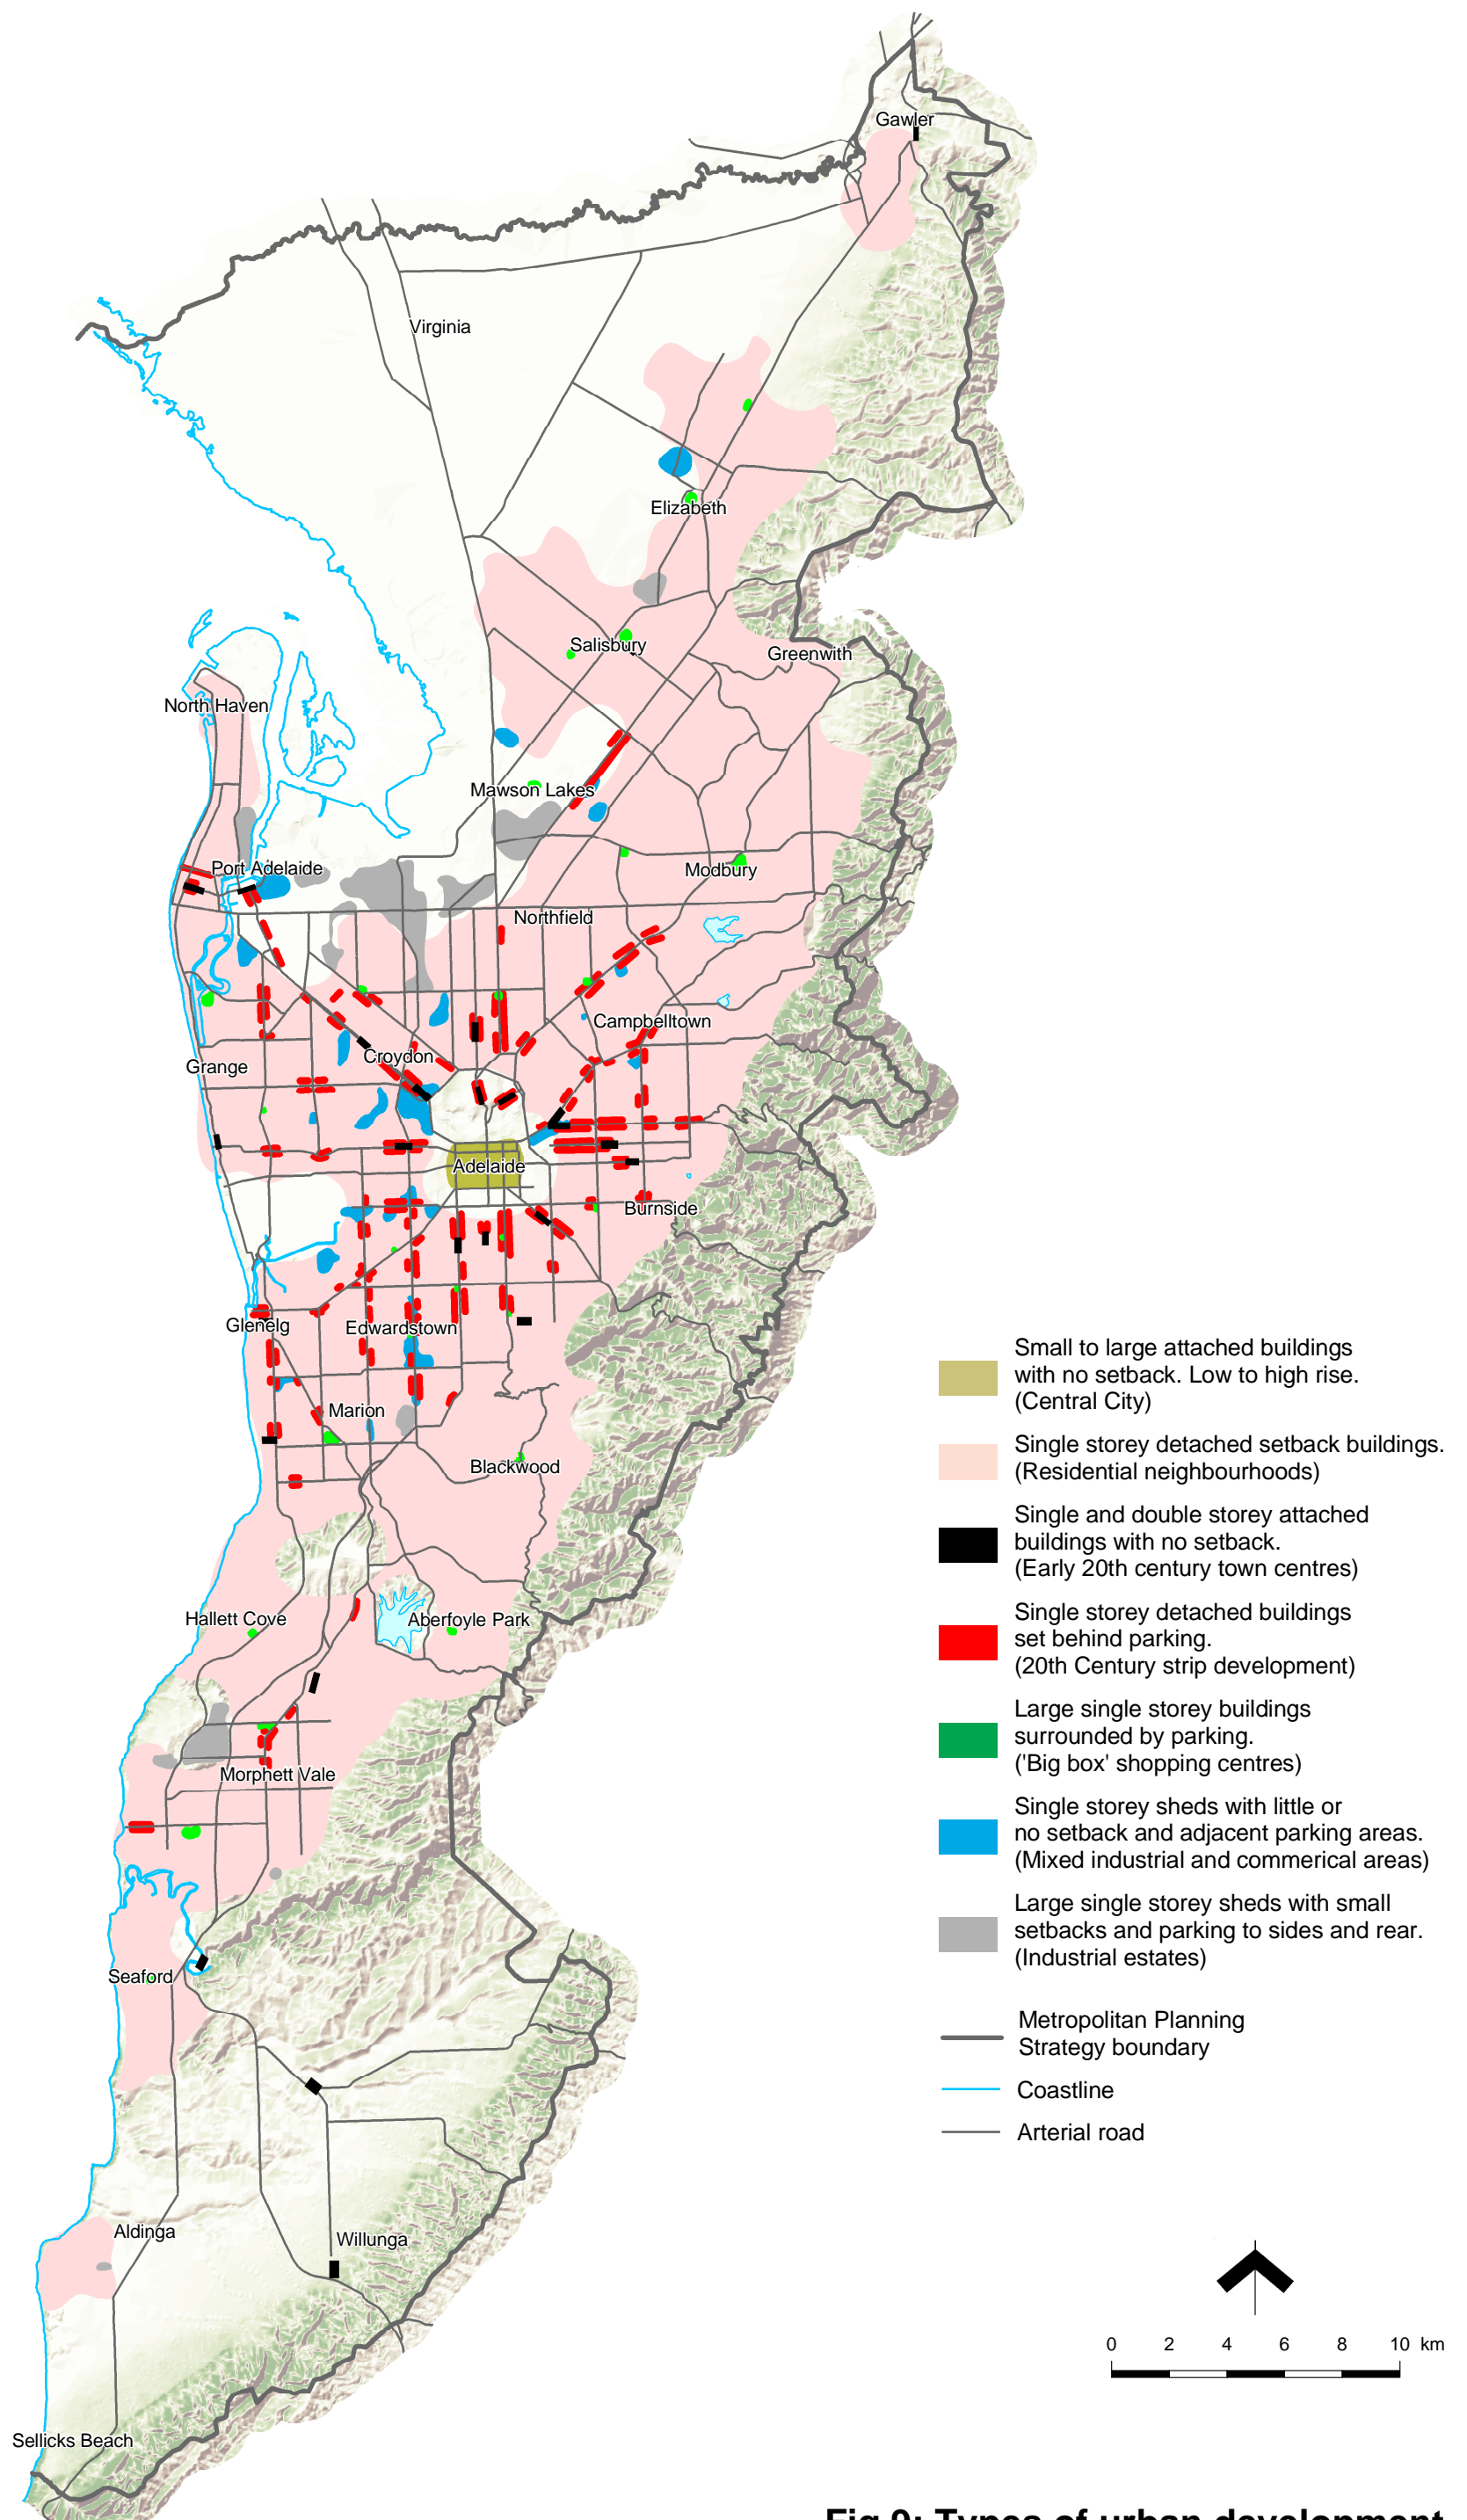 Gawler
Virginia
Elizabeth
Salisbury
Greenwith
North Haven
Mawson Lakes
Port Adelaide
Modbury
Northfield
Campbelltown
Croydon
Grange
Adelaide
Burnside
Glenelg
Edwardstown
Marion
Blackwood
Hallett Cove
Aberfoyle Park
Morphett Vale
Seaford
Aldinga
Willunga
Sellicks Beach
Small to large attached buildings
with no setback. Low to high rise.
(Central City)
Single storey detached setback buildings.
(Residential neighbourhoods)
Single and double storey attached
buildings with no setback.
(Early 20th century town centres)
Single storey detached buildings
set behind parking.
(20th Century strip development)
Large single storey buildings
surrounded by parking.
('Big box' shopping centres)
Single storey sheds with little or
no setback and adjacent parking areas.
(Mixed industrial and commerical areas)
Large single storey sheds with small
setbacks and parking to sides and rear.
(Industrial estates)
Metropolitan Planning
Strategy boundary
Coastline
Arterial road
0 2 4 6 8 10 km
Fig 9: Types of urban development